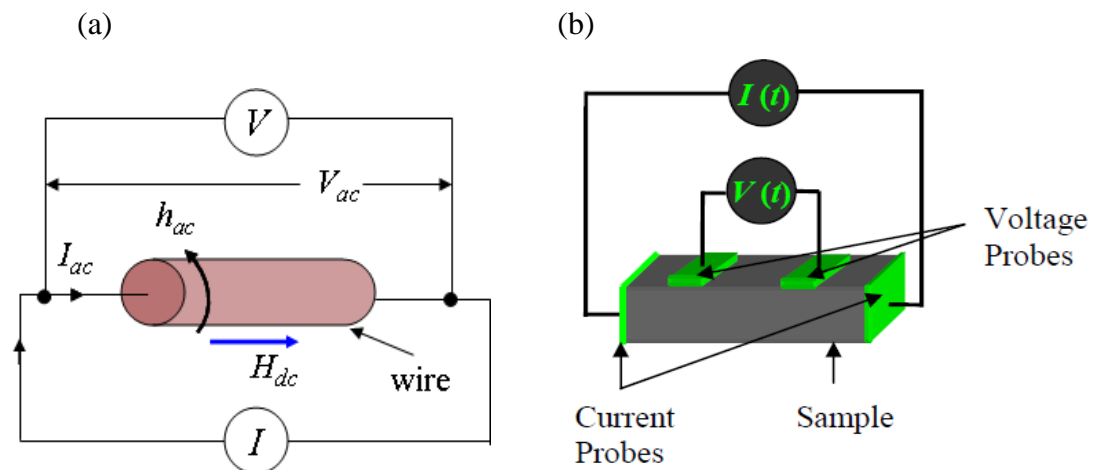 (a)
(b)
V
V_ac
h_ac
I_ac
H_dc
wire
I
I (t)
V (t)
Voltage
Probes
Current
Probes
Sample